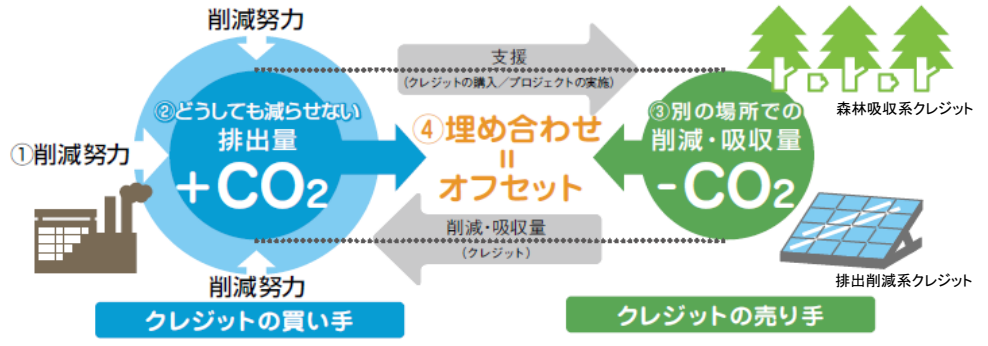 削減努力
①削減努力
②どうしても減らせない
排出量
+CO2
削減努力
クレジットの買い手
支援
(クレジットの購入／プロジェクトの実施)
④埋め合わせ
=
オフセット
削減・吸収量
(クレジット)
③別の場所での
削減・吸収量
-CO2
森林吸収系クレジット
排出削減系クレジット
クレジットの売り手